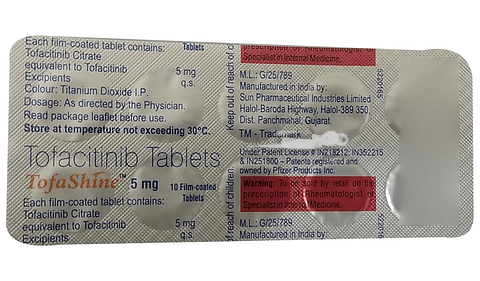 Each film-coated tablet contains: Tablets
Tofacitinib Citrate
equivalent to Tofacitinib 5 mg
Excipients q.s.
Colour: Titanium Dioxide I.P.
Dosage: As directed by the Physician.
Read package leaflet before use.
Store at temperature not exceeding 30°C.
Tofacitinib Tablets
TofaShine™ 5 mg 10 Film-coated Tablets
Each film-coated tablet contains:
Tofacitinib Citrate
equivalent to Tofacitinib 5 mg
Excipients q.s.
Keep out of reach of c
of reach of children
prescription of Rheumatologist
Specialist in Internal Medicine.
M.L.: G/25/789
Manufactured in India by:
Sun Pharmaceutical Industries Limited
Halol-Baroda Highway, Halol-389 350,
Dist. Panchmahal, Gujarat.
TM - Trademark
Under Patent License # IN218212, IN352215
& IN251800 – Patents registered and
owned by Pfizer Products Inc.
Warning: To be sold by retail on the
prescription of Rheumatologist
Specialist in Internal Medicine.
M.L.: G/25/789
Manufactured in India by: